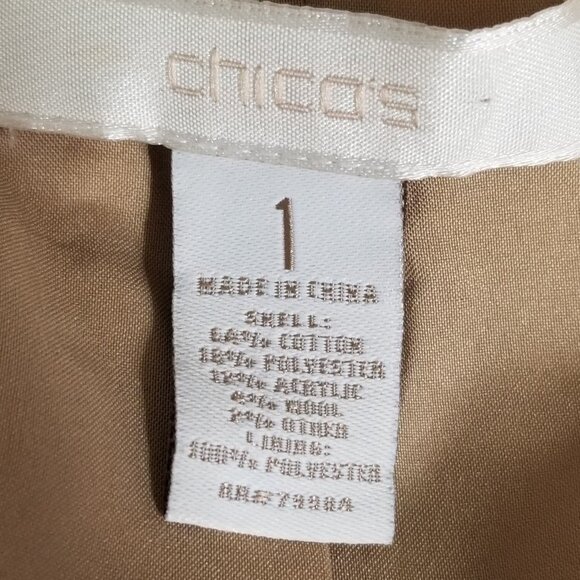 chico's
1
MADE IN CHINA
SHELL:
64% COTTON
18% POLYESTER
12% ACRYLIC
4% WOOL
2% OTHER
LINING:
100% POLYESTER